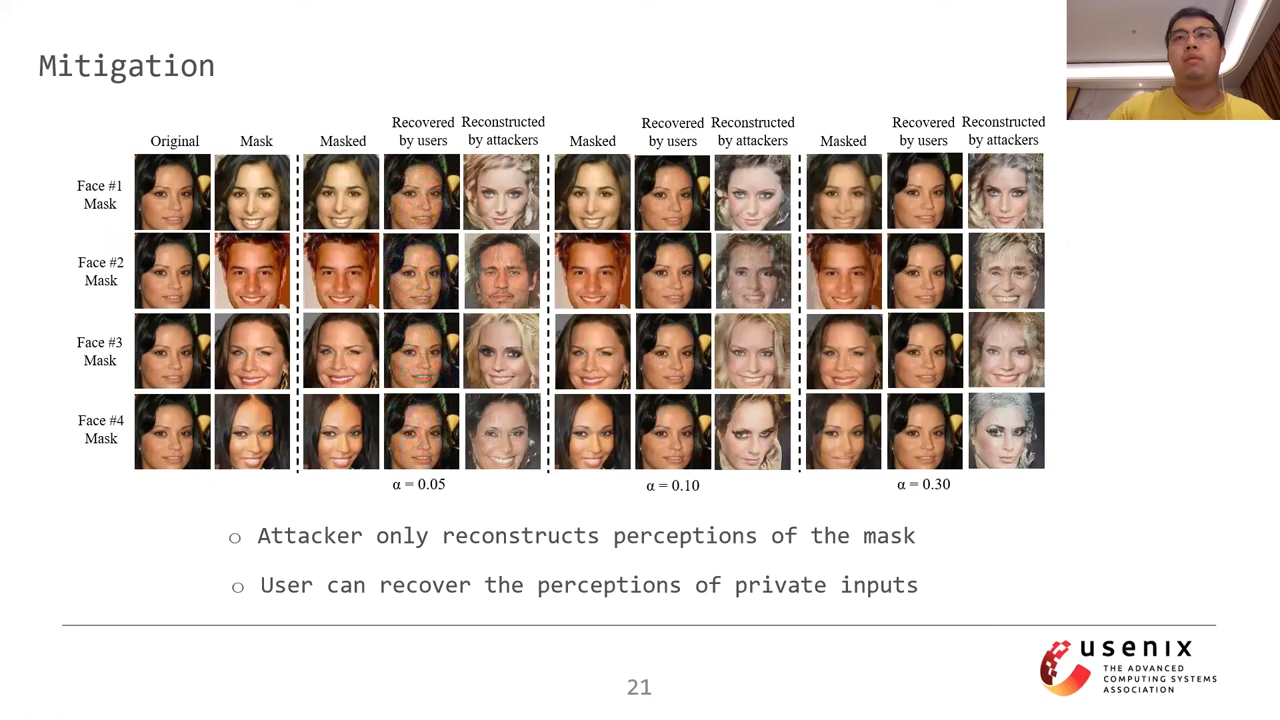 Mitigation
Original
Mask
Masked
Recovered
by users
Reconstructed
by attackers
Masked
Recovered
by users
Reconstructed
by attackers
Masked
Recovered
by users
Reconstructed
by attackers
Face #1
Mask
Face #2
Mask
Face #3
Mask
Face #4
Mask
α = 0.05
α = 0.10
α = 0.30
Attacker only reconstructs perceptions of the mask
User can recover the perceptions of private inputs
usenix
THE ADVANCED
COMPUTING SYSTEMS
ASSOCIATION
21